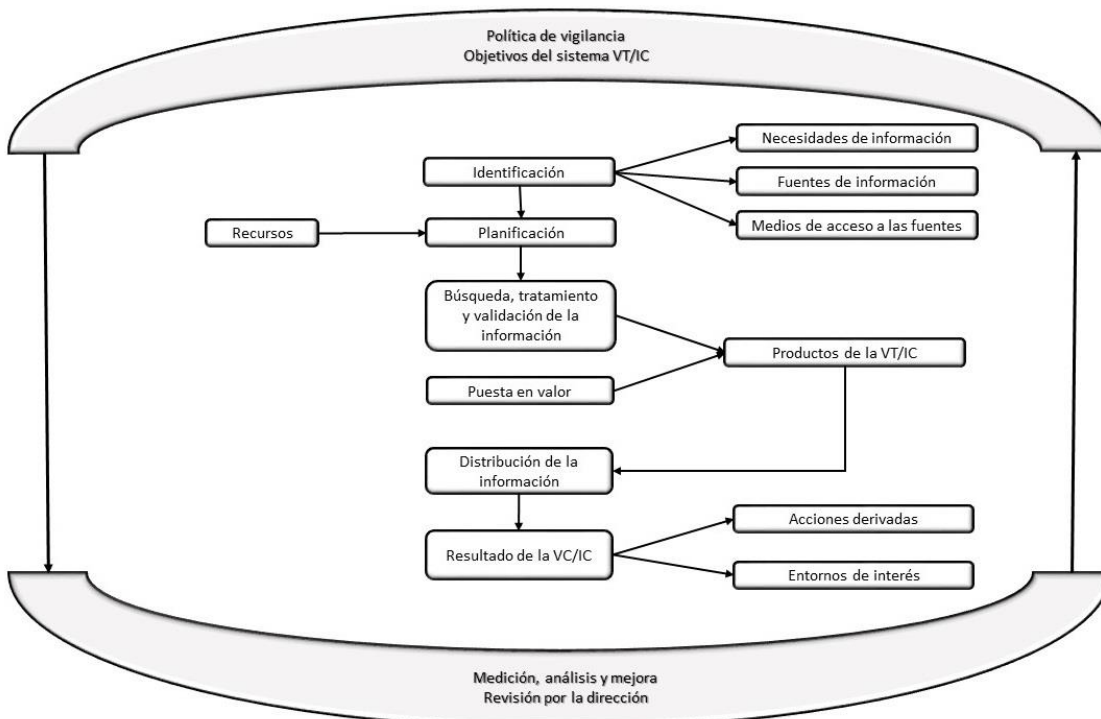 Política de vigilancia
Objetivos del sistema VT/IC
Necesidades de información
Identificación
Fuentes de información
Medios de acceso a las fuentes
Recursos
Planificación
Búsqueda, tratamiento
y validación de la
información
Productos de la VT/IC
Puesta en valor
Distribución de la
información
Acciones derivadas
Resultado de la VC/IC
Entornos de interés
Medición, análisis y mejora
Revisión por la dirección